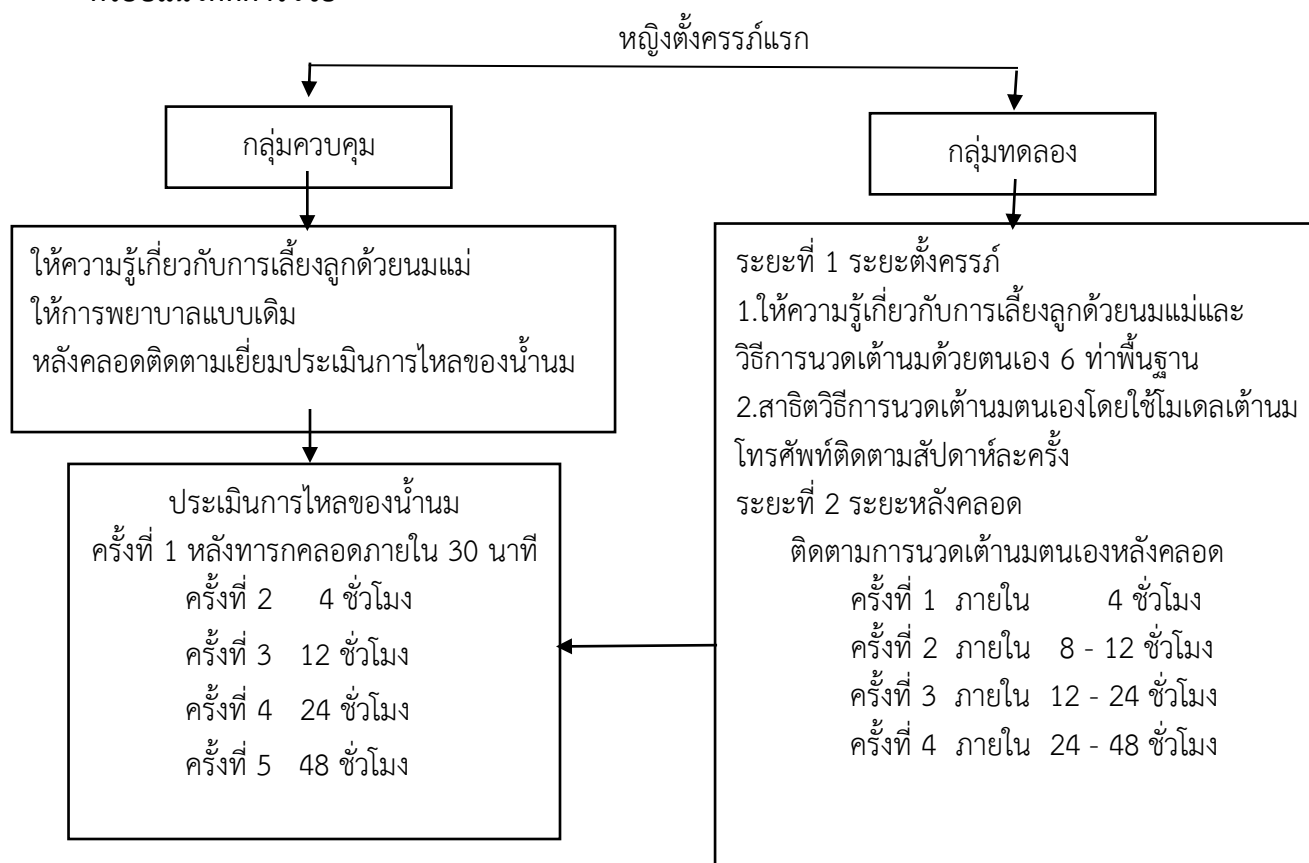 หญิงตั้งครรภ์แรก
กลุ่มควบคุม
ให้ความรู้เกี่ยวกับการเลี้ยงลูกด้วยนมแม่
ให้การพยาบาลแบบเดิม
หลังคลอดติดตามเยี่ยมประเมินการไหลของน้ำนม
ประเมินการไหลของน้ำนม
ครั้งที่ 1 หลังทารกคลอดภายใน 30 นาที
ครั้งที่ 2 4 ชั่วโมง
ครั้งที่ 3 12 ชั่วโมง
ครั้งที่ 4 24 ชั่วโมง
ครั้งที่ 5 48 ชั่วโมง
กลุ่มทดลอง
ระยะที่ 1 ระยะตั้งครรภ์
1.ให้ความรู้เกี่ยวกับการเลี้ยงลูกด้วยนมแม่และ
วิธีการนวดเต้านมด้วยตนเอง 6 ท่าพื้นฐาน
2.สาธิตวิธีการนวดเต้านมตนเองโดยใช้โมเดลเต้านม
โทรศัพท์ติดตามสัปดาห์ละครั้ง
ระยะที่ 2 ระยะหลังคลอด
ติดตามการนวดเต้านมตนเองหลังคลอด
ครั้งที่ 1 ภายใน 4 ชั่วโมง
ครั้งที่ 2 ภายใน 8 - 12 ชั่วโมง
ครั้งที่ 3 ภายใน 12 - 24 ชั่วโมง
ครั้งที่ 4 ภายใน 24 - 48 ชั่วโมง